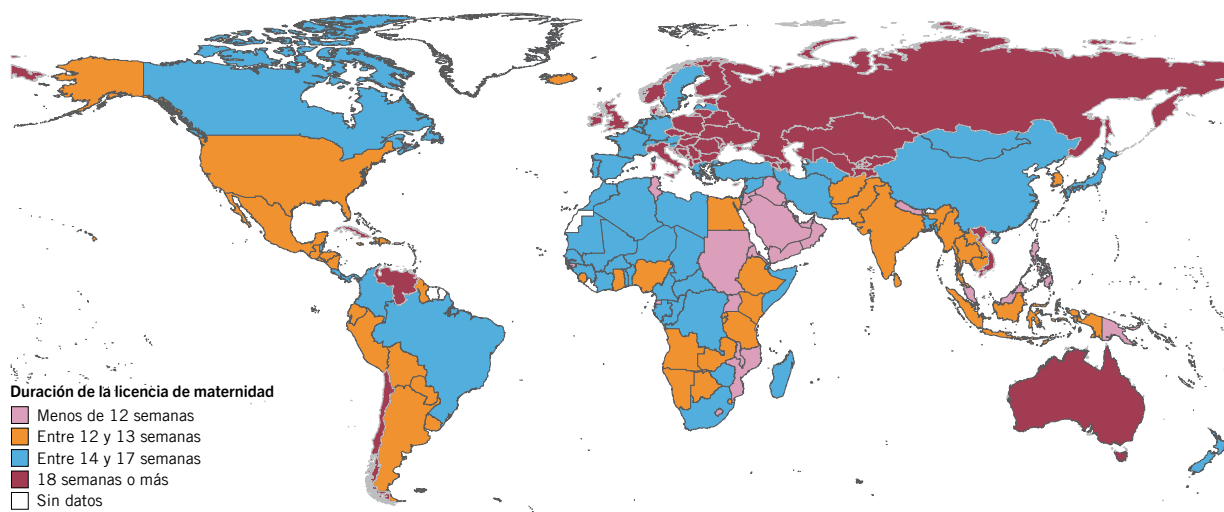 Duración de la licencia de maternidad
Menos de 12 semanas
Entre 12 y 13 semanas
Entre 14 y 17 semanas
18 semanas o más
Sin datos